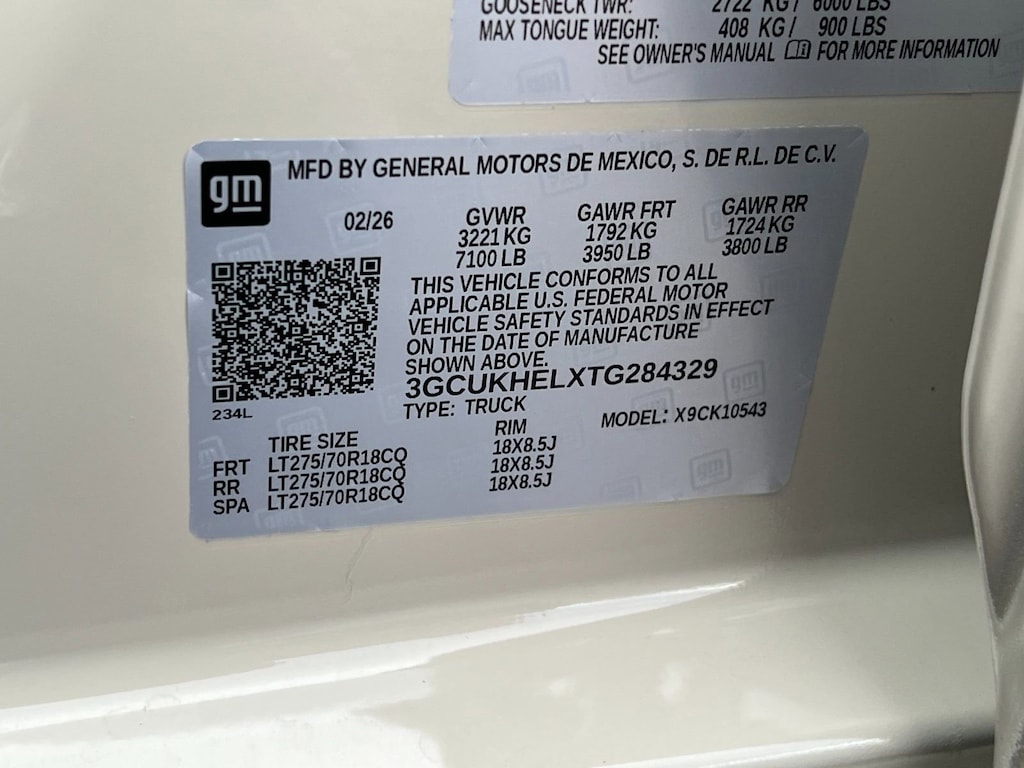 GOOSENECK TWR: 2722 KG / 6000 LBS
MAX TONGUE WEIGHT: 408 KG / 900 LBS
SEE OWNER'S MANUAL FOR MORE INFORMATION
gm
MFD BY GENERAL MOTORS DE MEXICO, S. DE R.L. DE C.V.
02/26 GVWR GAWR FRT GAWR RR
3221 KG 1792 KG 1724 KG
7100 LB 3950 LB 3800 LB
THIS VEHICLE CONFORMS TO ALL
APPLICABLE U.S. FEDERAL MOTOR
VEHICLE SAFETY STANDARDS IN EFFECT
ON THE DATE OF MANUFACTURE
SHOWN ABOVE.
3GCUKHELXTG284329
234L
TYPE: TRUCK MODEL: X9CK10543
TIRE SIZE RIM
FRT LT275/70R18CQ 18X8.5J
RR LT275/70R18CQ 18X8.5J
SPA LT275/70R18CQ 18X8.5J